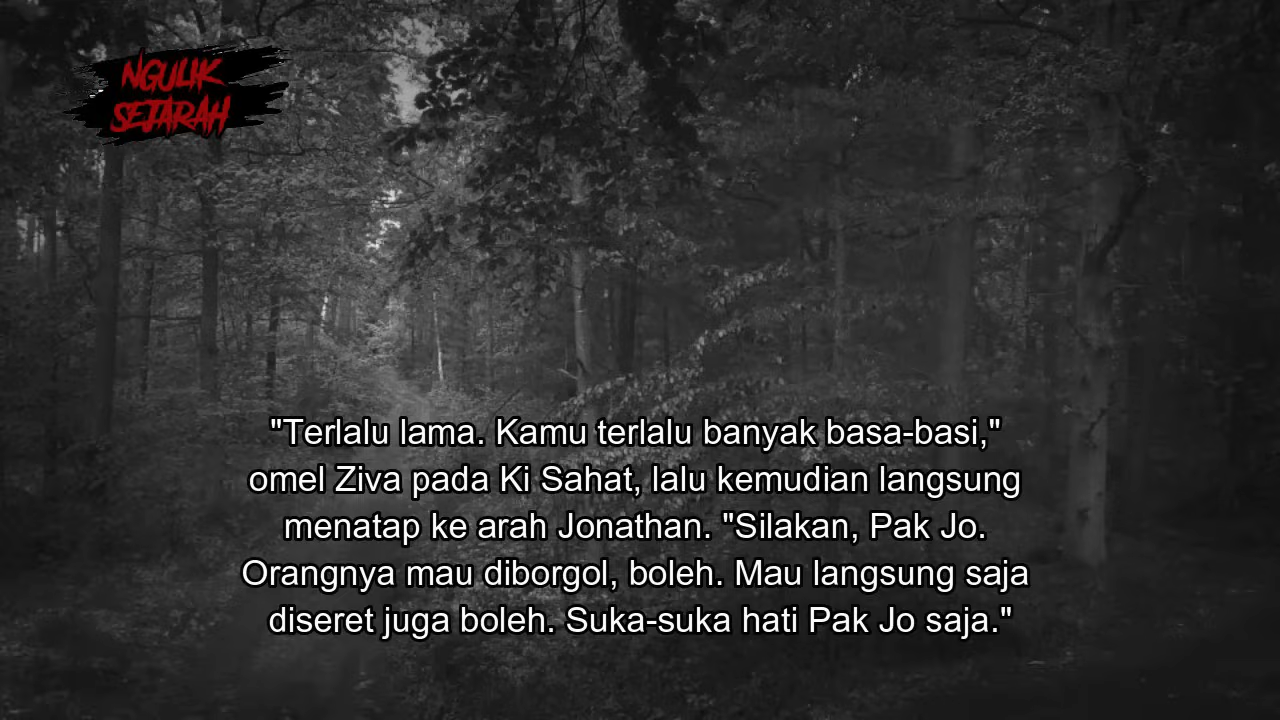 NGULIK
SEJARAH
"Terlalu lama. Kamu terlalu banyak basa-basi,"
omel Ziva pada Ki Sahat, lalu kemudian langsung
menatap ke arah Jonathan. "Silakan, Pak Jo.
Orangnya mau diborgol, boleh. Mau langsung saja
diseret juga boleh. Suka-suka hati Pak Jo saja."